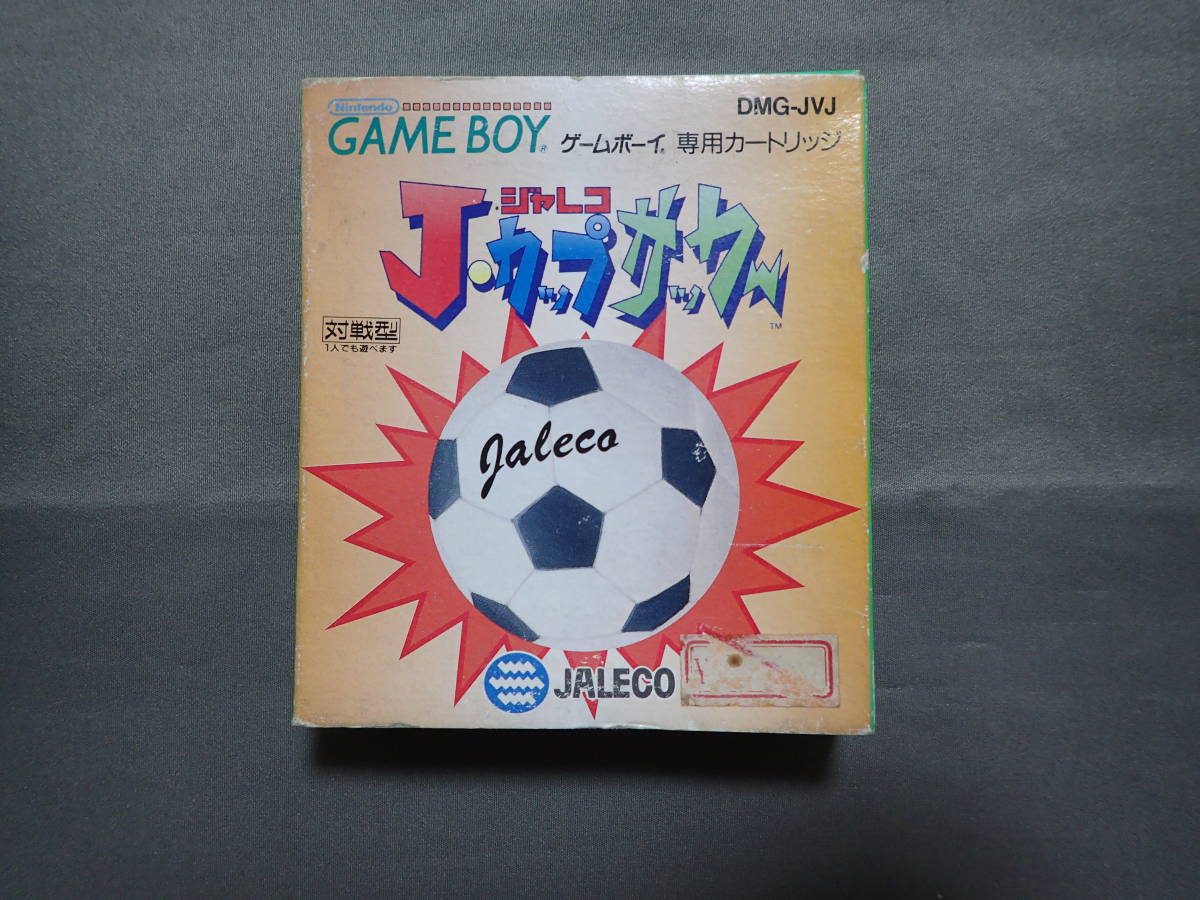 Nintendo
DMG-JVJ
GAME BOY® ゲームボーイ® 専用カートリッジ
ジャレコ
J・カップサッカー
TM
対戦型
1人でも遊べます
Jaleco
JALECO